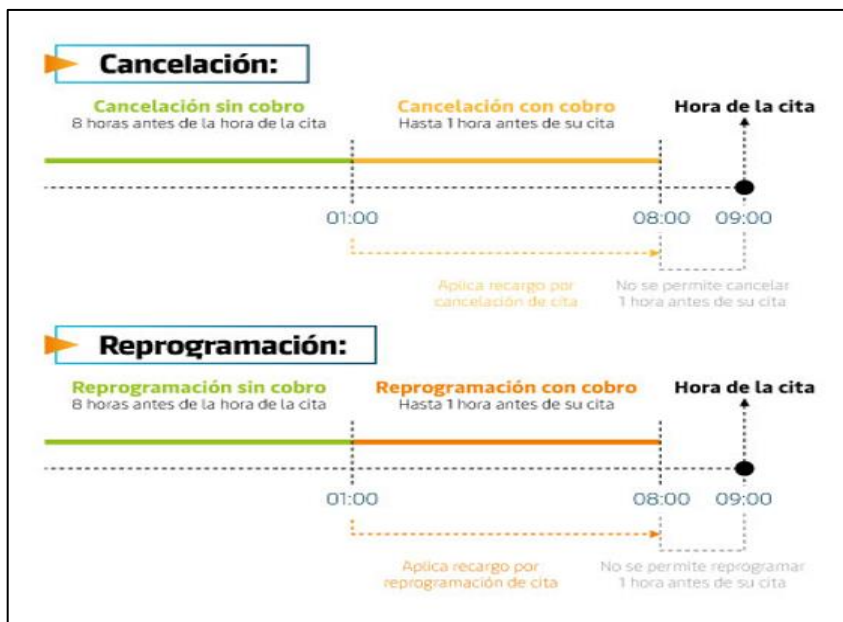 Cancelación:
Cancelación sin cobro
8 horas antes de la hora de la cita
Cancelación con cobro
Hasta 1 hora antes de su cita
Hora de la cita
01:00
08:00
09:00
Aplica recargo por
cancelación de cita
No se permite cancelar
1 hora antes de su cita
Reprogramación:
Reprogramación sin cobro
8 horas antes de la hora de la cita
Reprogramación con cobro
Hasta 1 hora antes de su cita
Hora de la cita
01:00
08:00
09:00
Aplica recargo por
reprogramación de cita
No se permite reprogramar
1 hora antes de su cita